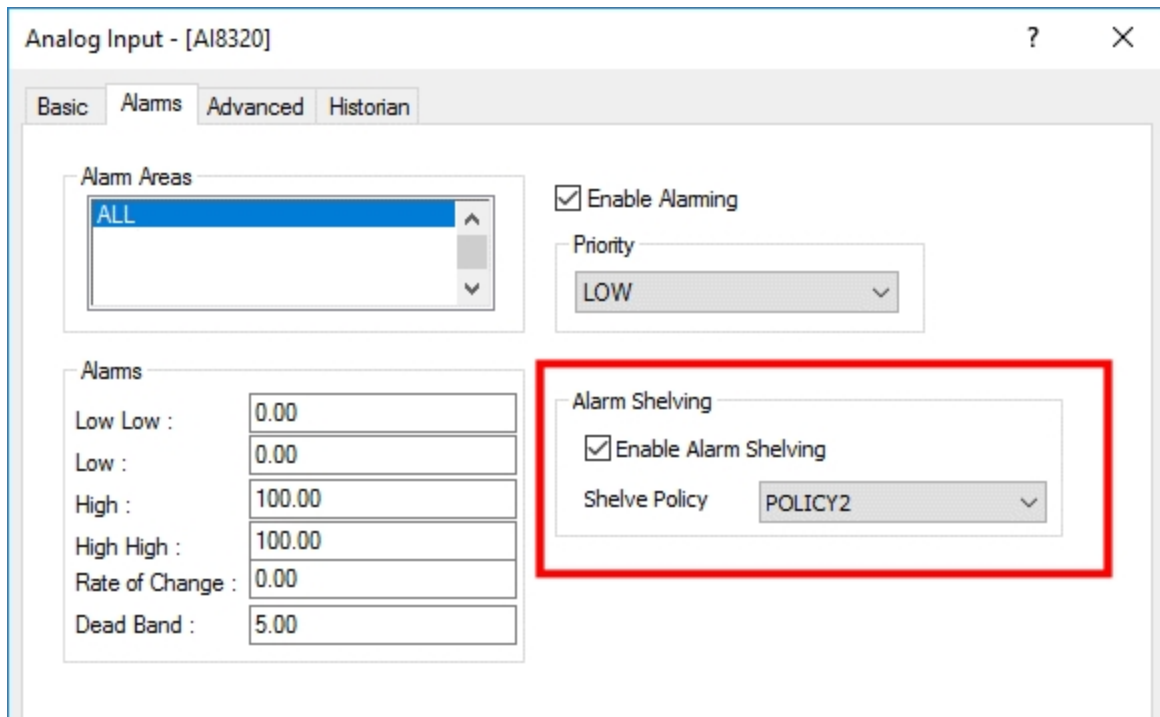 Analog Input - [AI8320]
?
Basic Alarms Advanced Historian
Alarm Areas
ALL
Enable Alarming
Priority
LOW
Alarms
Low Low : 0.00
Low : 0.00
High : 100.00
High High : 100.00
Rate of Change : 0.00
Dead Band : 5.00
Alarm Shelving
Enable Alarm Shelving
Shelve Policy POLICY2